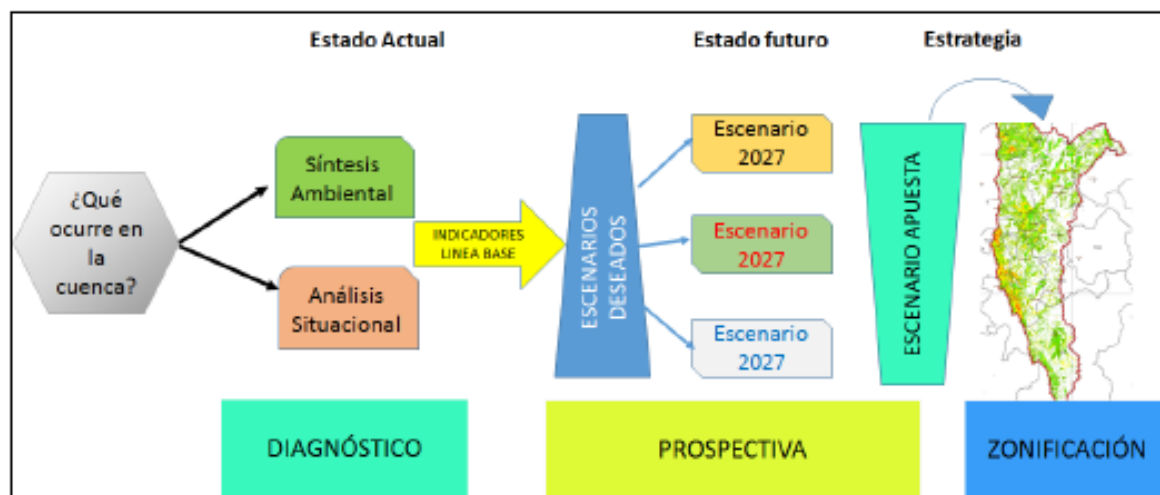 Estado Actual
Estado futuro
Estrategia
¿Qué
ocurre en
la
cuenca?
Síntesis
Ambiental
Análisis
Situacional
INDICADORES
LINEA BASE
ESCENARIOS
DESEADOS
Escenario
2027
Escenario
2027
Escenario
2027
ESCENARIO APUESTA
DIAGNÓSTICO
PROSPECTIVA
ZONIFICACIÓN